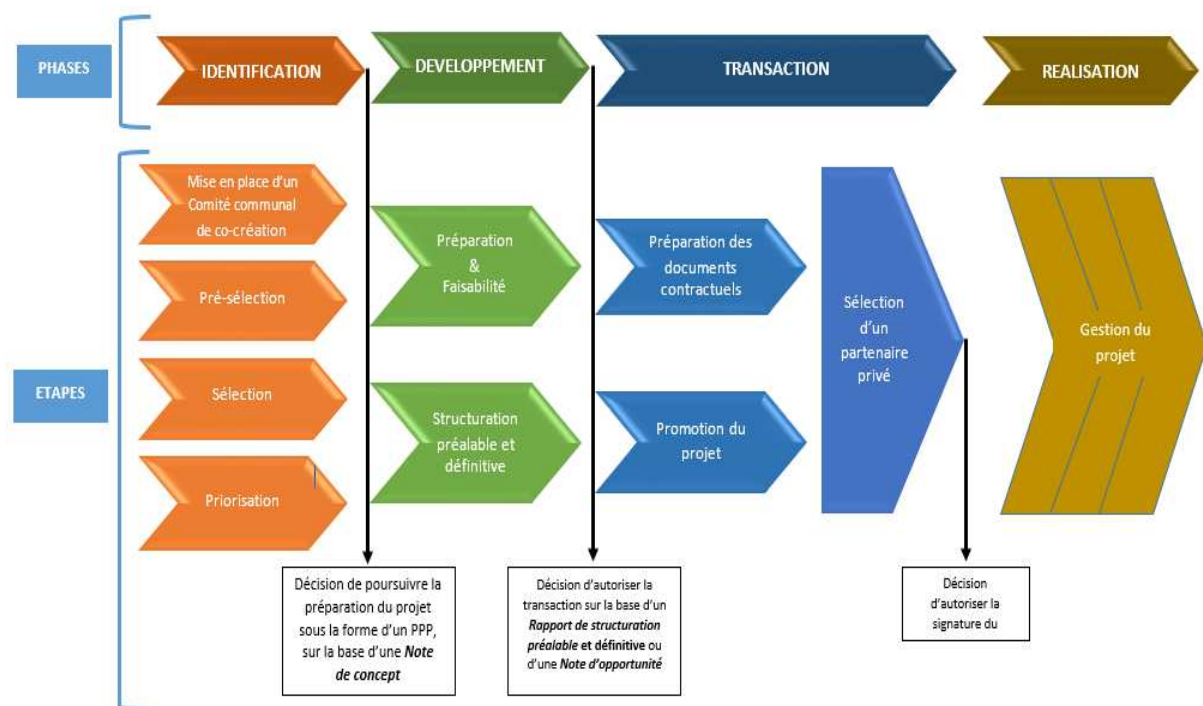 PHASES
IDENTIFICATION
DEVELOPPEMENT
TRANSACTION
REALISATION
ETAPES
Mise en place d'un
Comité communal
de co-création
Pré-sélection
Sélection
Priorisation
Préparation
&
Faisabilité
Structuration
préalable et
définitive
Préparation des
documents
contractuels
Promotion du
projet
Sélection
d'un
partenaire
privé
Gestion du
projet
Décision de poursuivre la
préparation du projet
sous la forme d'un PPP,
sur la base d'une Note
de concept
Décision d'autoriser la
transaction sur la base d'un
Rapport de structuration
préalable et définitive ou
d'une Note d'opportunité
Décision
d'autoriser la
signature du